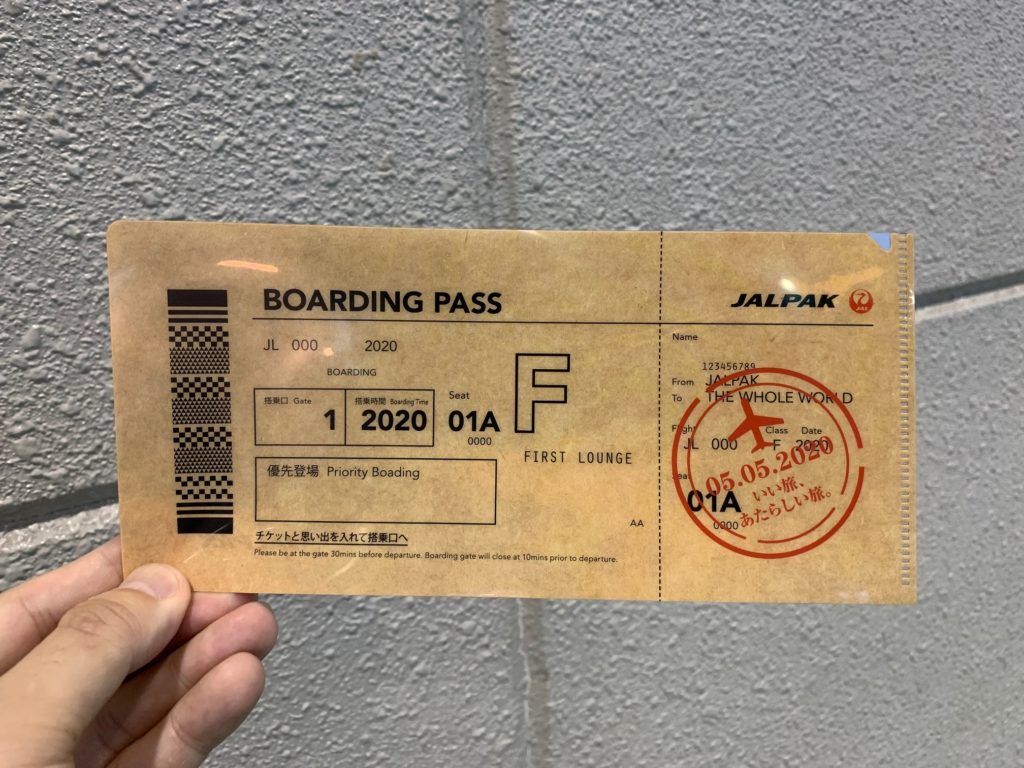 BOARDING PASS
JL 000 2020
BOARDING
搭乗口 Gate
1
搭乗時間 Boarding Time
2020
Seat
01A
0000
F
FIRST LOUNGE
優先登場 Priority Boading
AA
チケットと思い出を入れて搭乗口へ
Please be at the gate 30mins before departure. Boarding gate will close at 10mins prior to departure.
JALPAK JAL
Name
123456789
From JALPAK
To THE WHOLE WORLD
Flight Class Date
JL 000 F 2020
Seat
01A
0000
05.05.2020
いい旅、
あたらしい旅。